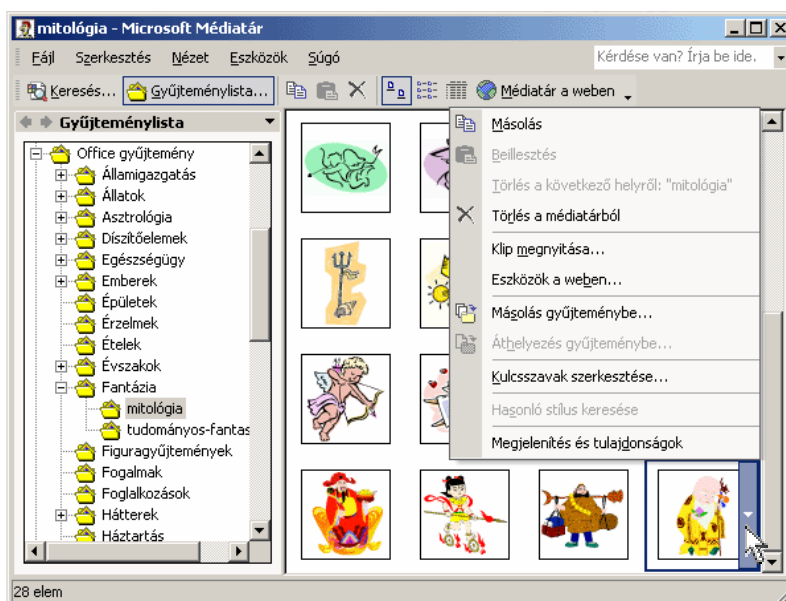 mitológia - Microsoft Médiatár
Fájl Szerkesztés Nézet Eszközök Súgó Kérdése van? Írja be ide.
Keresés... Gyűjteménylista... Médiatár a weben
Gyűjteménylista
Office gyűjtemény
Államigazgatás
Állatok
Asztrológia
Díszítőelemek
Egészségügy
Emberek
Épületek
Érzelmek
Ételek
Évszakok
Fantázia
mitológia
tudományos-fantas
Figuragyűjtemények
Fogalmak
Foglalkozások
Hátterek
Háztartás
Másolás
Beillesztés
Törlés a következő helyről: "mitológia"
Törlés a médiatárból
Klip megnyitása...
Eszközök a weben...
Másolás gyűjteménybe...
Áthelyezés gyűjteménybe...
Kulcsszavak szerkesztése...
Hasonló stílus keresése
Megjelenítés és tulajdonságok
28 elem